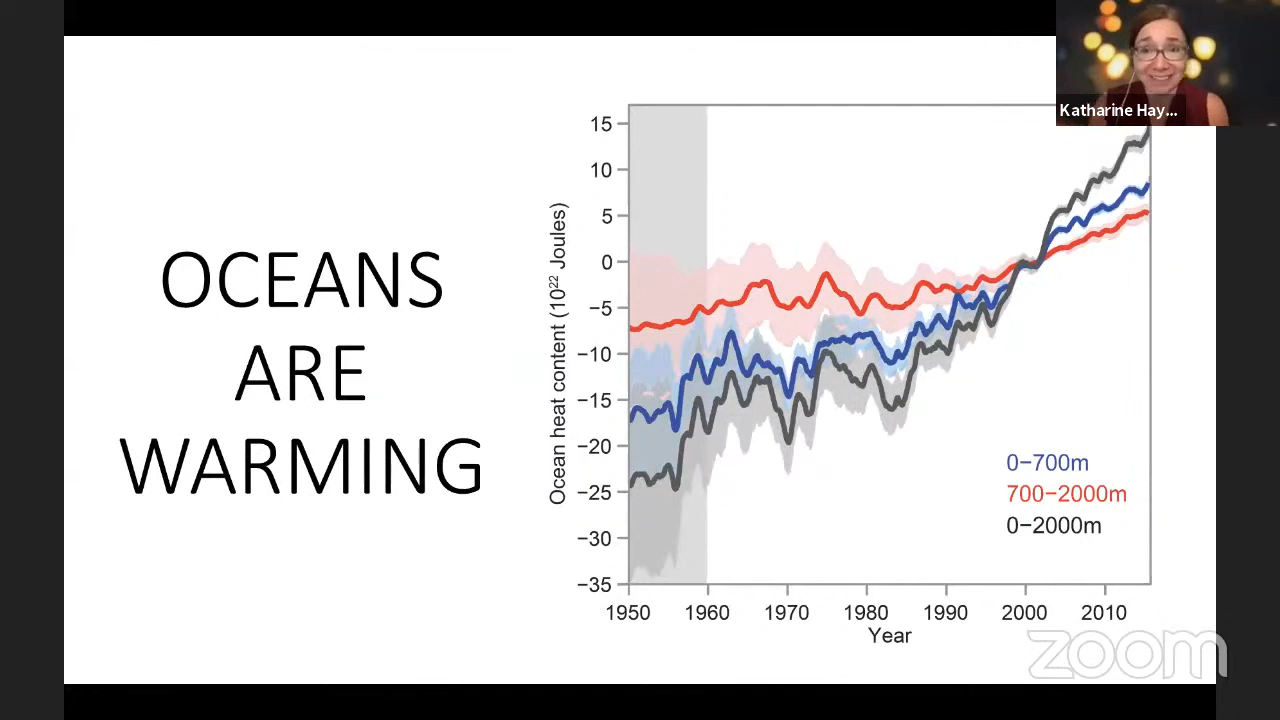 Katharine Hay...
OCEANS
ARE
WARMING
Ocean heat content (10²² Joules)
15
10
5
0
−5
−10
−15
−20
−25
−30
−35
0−700m
700−2000m
0−2000m
1950 1960 1970 1980 1990 2000 2010
Year
zoom